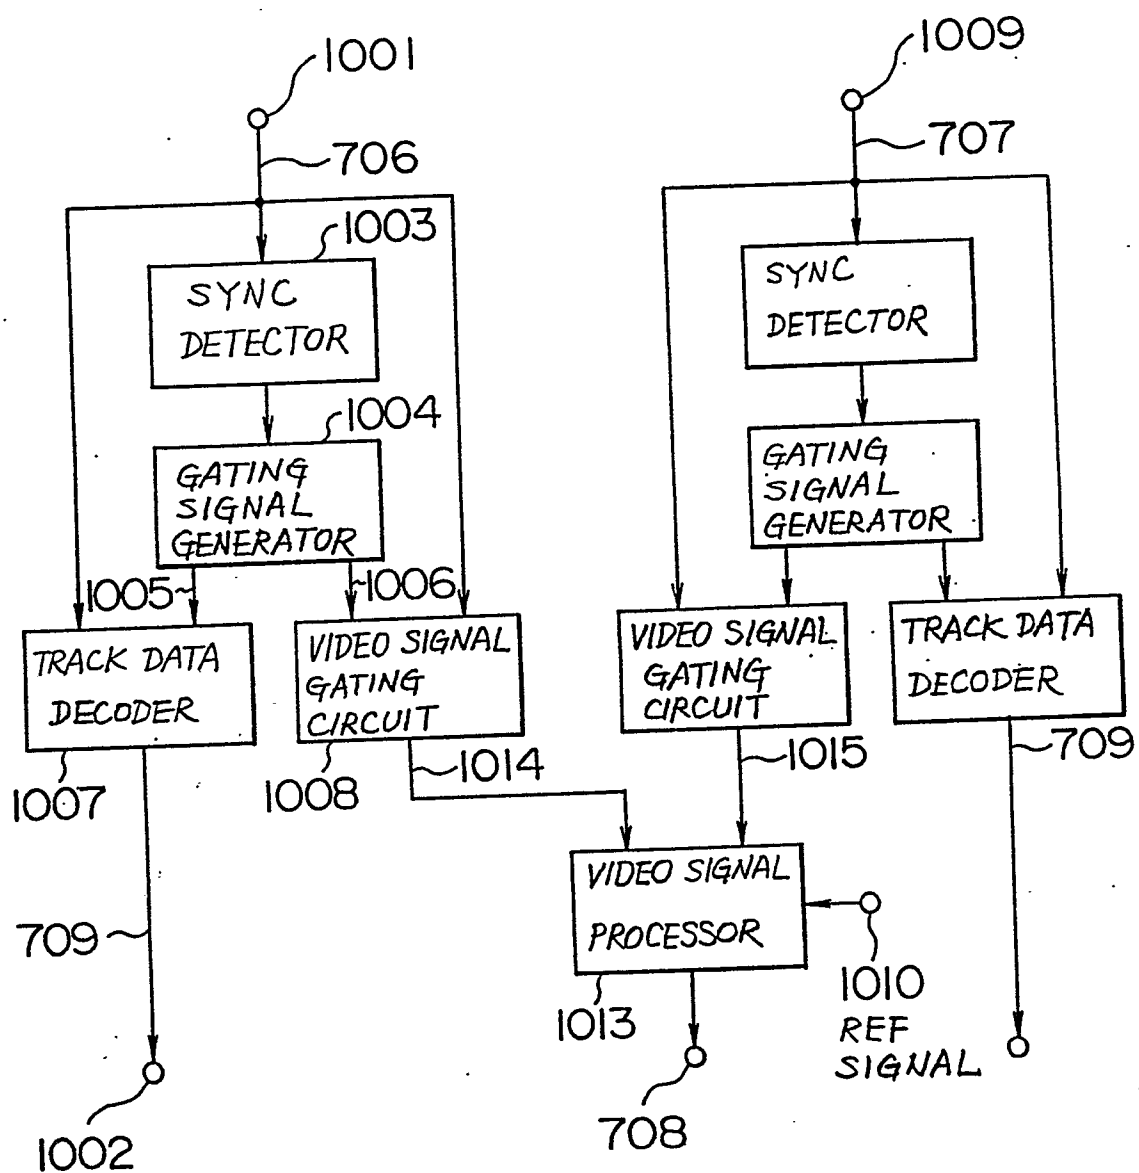 1001
1009
706
707
1003
SYNC
DETECTOR
SYNC
DETECTOR
1004
GATING
SIGNAL
GENERATOR
GATING
SIGNAL
GENERATOR
1005
1006
TRACK DATA
DECODER
VIDEO SIGNAL
GATING
CIRCUIT
VIDEO SIGNAL
GATING
CIRCUIT
TRACK DATA
DECODER
1007
1008
1014
1015
709
VIDEO SIGNAL
PROCESSOR
709
1013
1010
REF
SIGNAL
1002
708